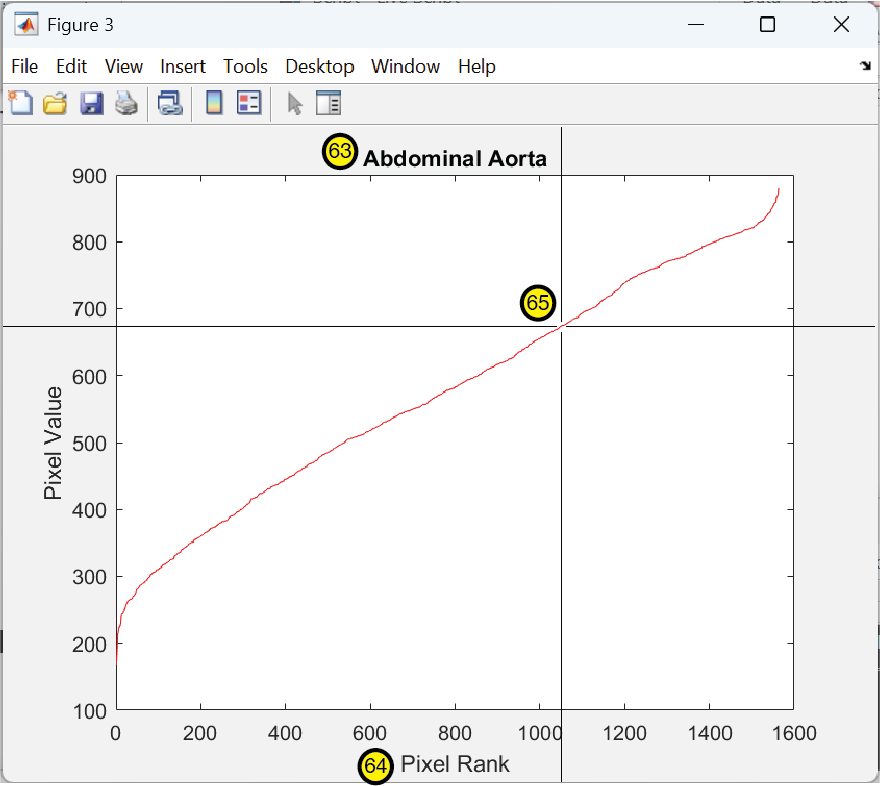 Figure 3
File Edit View Insert Tools Desktop Window Help
63 Abdominal Aorta
900
800
700
600
500
400
300
200
100
Pixel Value
65
0 200 400 600 800 1000 1200 1400 1600
64 Pixel Rank